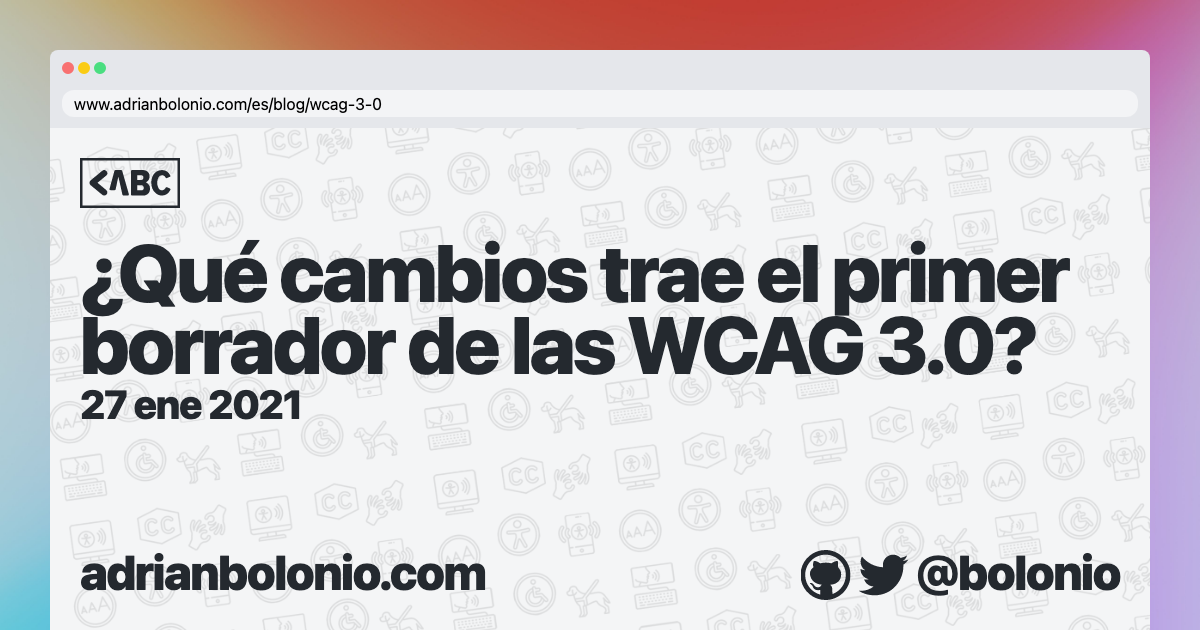 www.adrianbolonio.com/es/blog/wcag-3-0
<ABC
¿Qué cambios trae el primer
borrador de las WCAG 3.0?
27 ene 2021
adrianbolonio.com
@bolonio